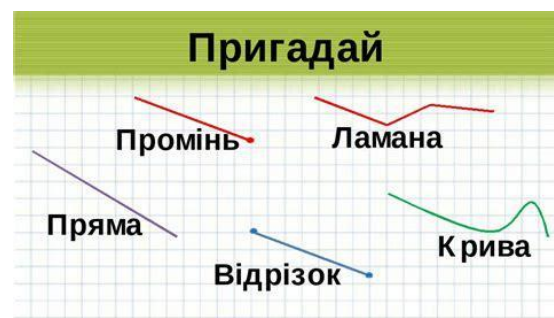 Пригадай
Промінь
Ламана
Пряма
Крива
Відрізок